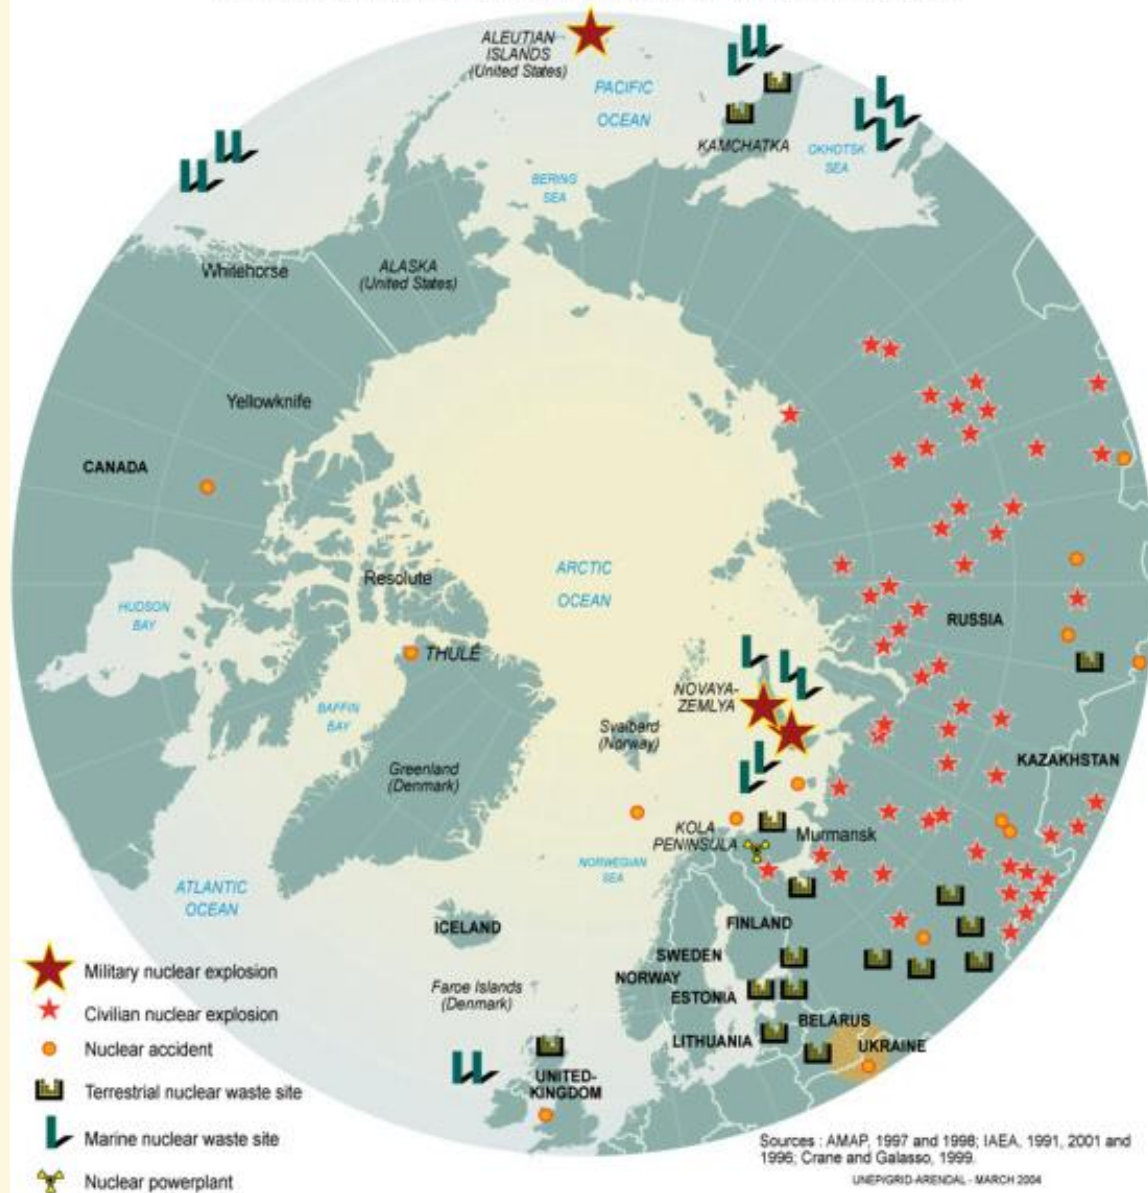 ALEUTIAN
ISLANDS
(United States)
PACIFIC
OCEAN
KAMCHATKA
OKHOTSK
SEA
BERING
SEA
Whitehorse
ALASKA
(United States)
Yellowknife
CANADA
ARCTIC
OCEAN
Resolute
HUDSON
BAY
RUSSIA
THULÉ
NOVAYA-
ZEMLYA
BAFFIN
BAY
Svalbard
(Norway)
Greenland
(Denmark)
KAZAKHSTAN
KOLA
PENINSULA
Murmansk
NORWEGIAN
SEA
ATLANTIC
OCEAN
ICELAND
FINLAND
SWEDEN
NORWAY
Faroe Islands
(Denmark)
ESTONIA
BELARUS
LITHUANIA
UKRAINE
UNITED-
KINGDOM
Military nuclear explosion
Civilian nuclear explosion
Nuclear accident
Terrestrial nuclear waste site
Marine nuclear waste site
Nuclear powerplant
Sources : AMAP, 1997 and 1998; IAEA, 1991, 2001 and
1996; Crane and Galasso, 1999.
UNEP/GRID-ARENDAL - MARCH 2004